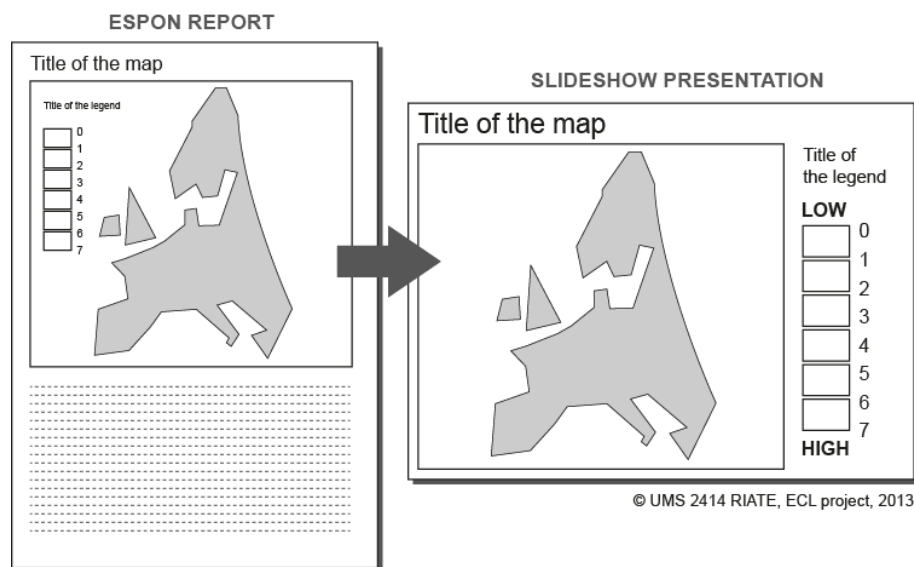 ESPON REPORT
Title of the map
Title of the legend
0
1
2
3
4
5
6
7
SLIDESHOW PRESENTATION
Title of the map
Title of
the legend
LOW
0
1
2
3
4
5
6
7
HIGH
© UMS 2414 RIATE, ECL project, 2013